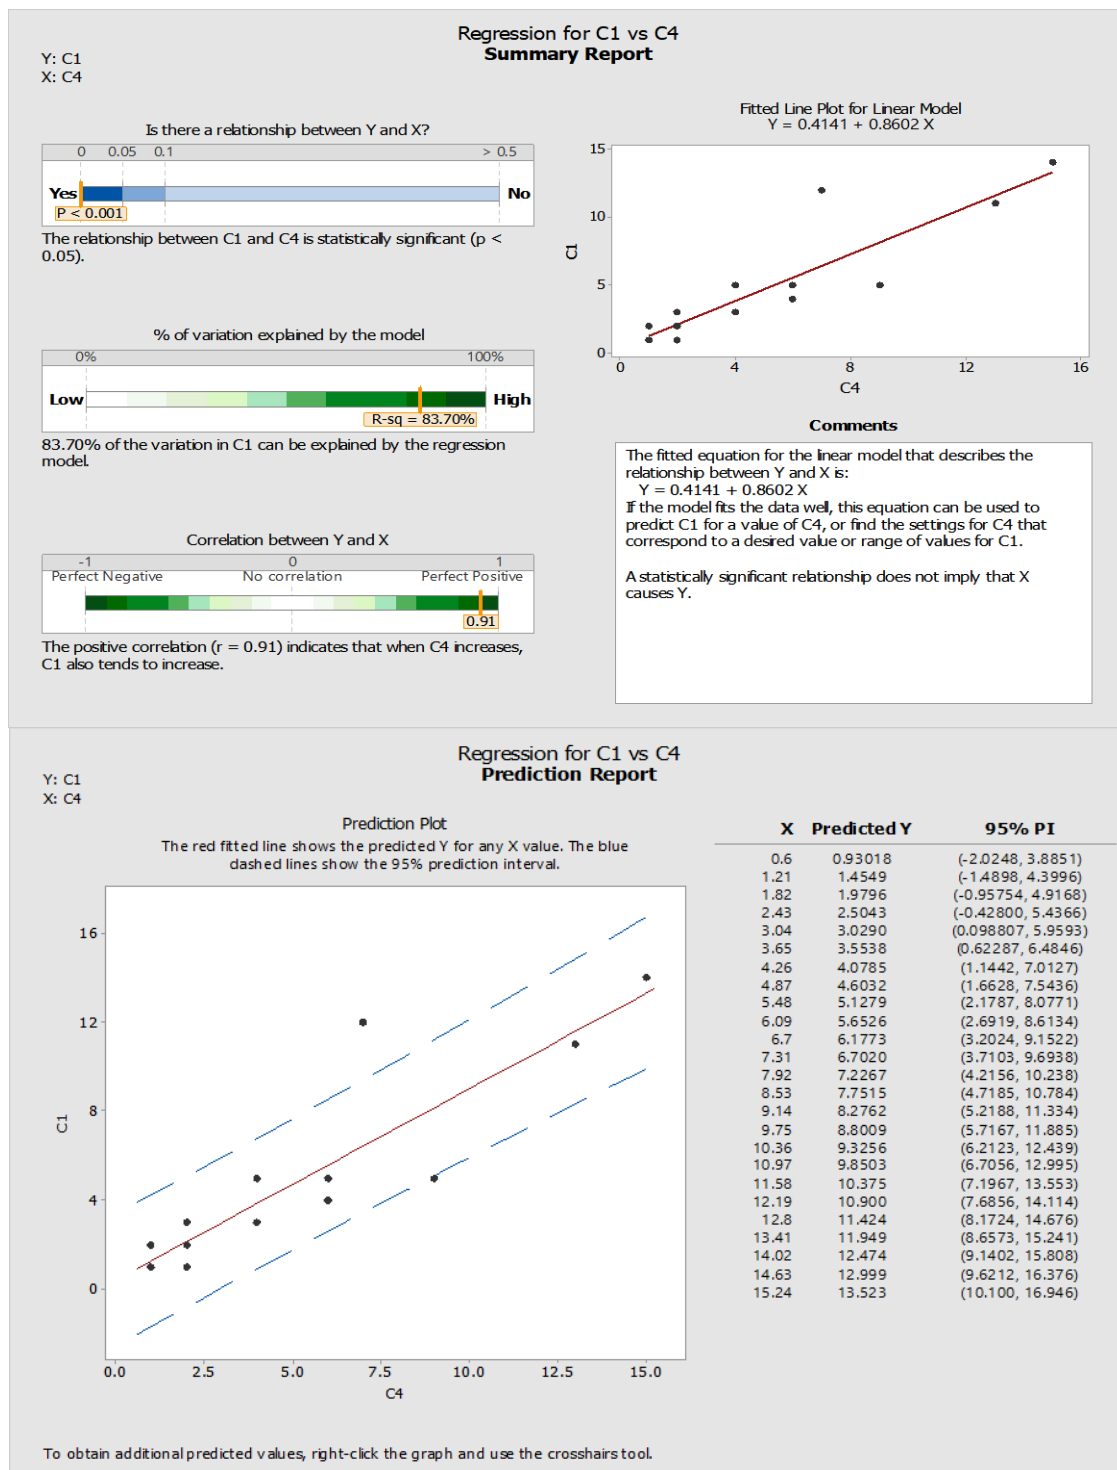 Regression for C1 vs C4
Summary Report
Y: C1
X: C4
Is there a relationship between Y and X?
0 0.05 0.1 > 0.5
Yes No
P < 0.001
The relationship between C1 and C4 is statistically significant (p <
0.05).
% of variation explained by the model
0% 100%
Low High
R-sq = 83.70%
83.70% of the variation in C1 can be explained by the regression
model.
Correlation between Y and X
-1 0 1
Perfect Negative No correlation Perfect Positive
0.91
The positive correlation (r = 0.91) indicates that when C4 increases,
C1 also tends to increase.
Fitted Line Plot for Linear Model
Y = 0.4141 + 0.8602 X
15
10
5
0
C1
0 4 8 12 16
C4
Comments
The fitted equation for the linear model that describes the
relationship between Y and X is:
Y = 0.4141 + 0.8602 X
If the model fits the data well, this equation can be used to
predict C1 for a value of C4, or find the settings for C4 that
correspond to a desired value or range of values for C1.
A statistically significant relationship does not imply that X
causes Y.
Regression for C1 vs C4
Prediction Report
Y: C1
X: C4
Prediction Plot
The red fitted line shows the predicted Y for any X value. The blue
dashed lines show the 95% prediction interval.
16
12
8
4
0
C1
0.0 2.5 5.0 7.5 10.0 12.5 15.0
C4
X Predicted Y 95% PI
0.6 0.93018 (-2.0248, 3.8851)
1.21 1.4549 (-1.4898, 4.3996)
1.82 1.9796 (-0.95754, 4.9168)
2.43 2.5043 (-0.42800, 5.4366)
3.04 3.0290 (0.098807, 5.9593)
3.65 3.5538 (0.62287, 6.4846)
4.26 4.0785 (1.1442, 7.0127)
4.87 4.6032 (1.6628, 7.5436)
5.48 5.1279 (2.1787, 8.0771)
6.09 5.6526 (2.6919, 8.6134)
6.7 6.1773 (3.2024, 9.1522)
7.31 6.7020 (3.7103, 9.6938)
7.92 7.2267 (4.2156, 10.238)
8.53 7.7515 (4.7185, 10.784)
9.14 8.2762 (5.2188, 11.334)
9.75 8.8009 (5.7167, 11.885)
10.36 9.3256 (6.2123, 12.439)
10.97 9.8503 (6.7056, 12.995)
11.58 10.375 (7.1967, 13.553)
12.19 10.900 (7.6856, 14.114)
12.8 11.424 (8.1724, 14.676)
13.41 11.949 (8.6573, 15.241)
14.02 12.474 (9.1402, 15.808)
14.63 12.999 (9.6212, 16.376)
15.24 13.523 (10.100, 16.946)
To obtain additional predicted values, right-click the graph and use the crosshairs tool.